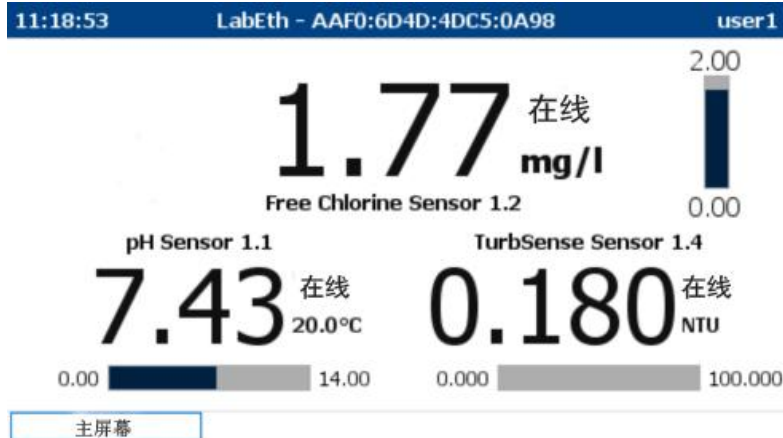 11:18:53 LabEth - AAF0:6D4D:4DC5:0A98 user1
2.00
1.77 在线
mg/l
Free Chlorine Sensor 1.2
0.00
pH Sensor 1.1
7.43 在线
20.0°C
0.00 14.00
TurbSense Sensor 1.4
0.180 在线
NTU
0.000 100.000
主屏幕